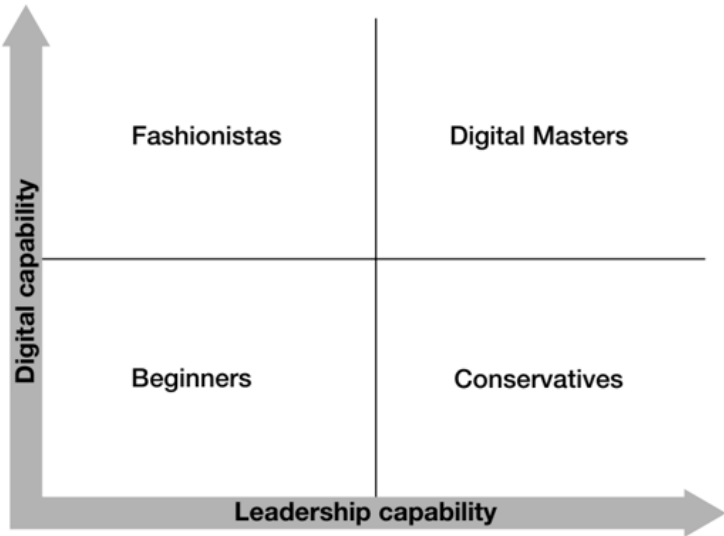 Fashionistas
Digital Masters
Digital capability
Beginners
Conservatives
Leadership capability